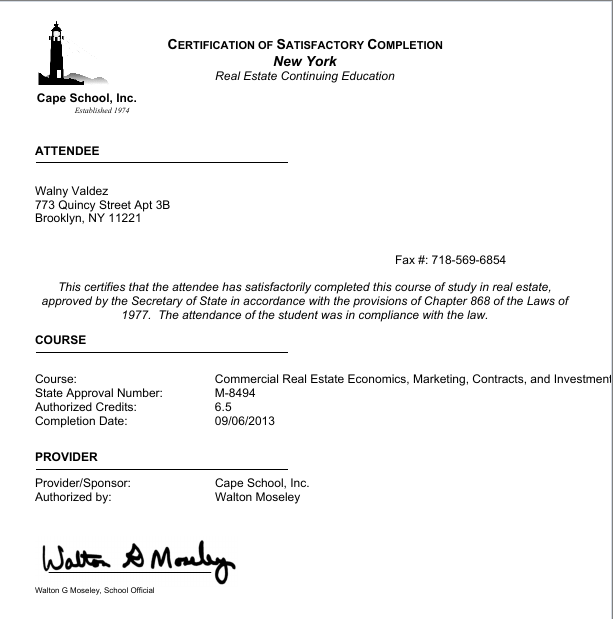 CERTIFICATION OF SATISFACTORY COMPLETION
New York
Real Estate Continuing Education
Cape School, Inc.
Established 1974
ATTENDEE
Walny Valdez
773 Quincy Street Apt 3B
Brooklyn, NY 11221
Fax #: 718-569-6854
This certifies that the attendee has satisfactorily completed this course of study in real estate,
approved by the Secretary of State in accordance with the provisions of Chapter 868 of the Laws of
1977. The attendance of the student was in compliance with the law.
COURSE
Course: Commercial Real Estate Economics, Marketing, Contracts, and Investment
State Approval Number: M-8494
Authorized Credits: 6.5
Completion Date: 09/06/2013
PROVIDER
Provider/Sponsor: Cape School, Inc.
Authorized by: Walton Moseley
Walton G Moseley
Walton G Moseley, School Official